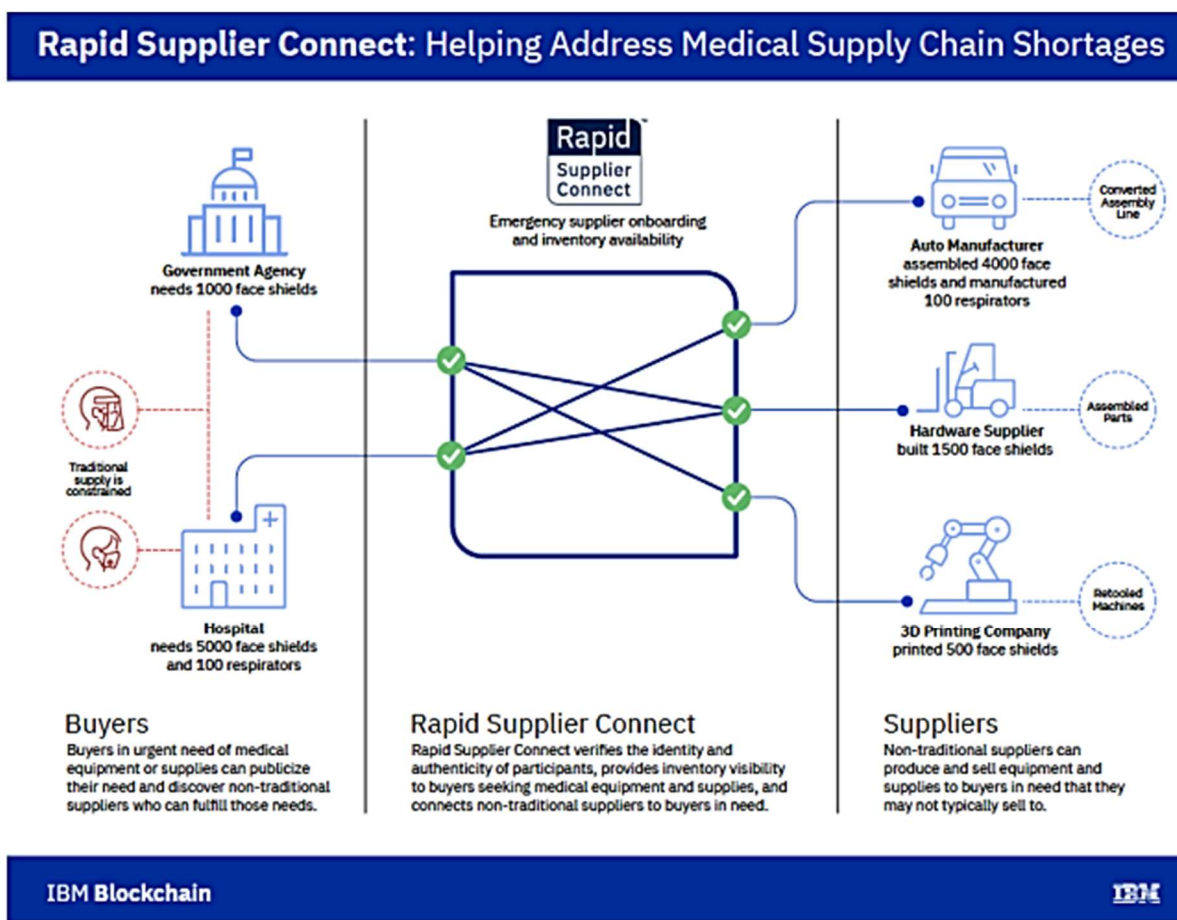 Rapid Supplier Connect: Helping Address Medical Supply Chain Shortages
Government Agency
needs 1000 face shields
Traditional
supply is
constrained
Hospital
needs 5000 face shields
and 100 respirators
Rapid
Supplier
Connect
Emergency supplier onboarding
and inventory availability
Auto Manufacturer
assembled 4000 face
shields and manufactured
100 respirators
Converted
Assembly
Line
Hardware Supplier
built 1500 face shields
Assembled
Parts
3D Printing Company
printed 500 face shields
Retooled
Machines
Buyers
Buyers in urgent need of medical
equipment or supplies can publicize
their need and discover non-traditional
suppliers who can fulfill those needs.
Rapid Supplier Connect
Rapid Supplier Connect verifies the identity and
authenticity of participants, provides inventory visibility
to buyers seeking medical equipment and supplies, and
connects non-traditional suppliers to buyers in need.
Suppliers
Non-traditional suppliers can
produce and sell equipment and
supplies to buyers in need that they
may not typically sell to.
IBM Blockchain
IBM